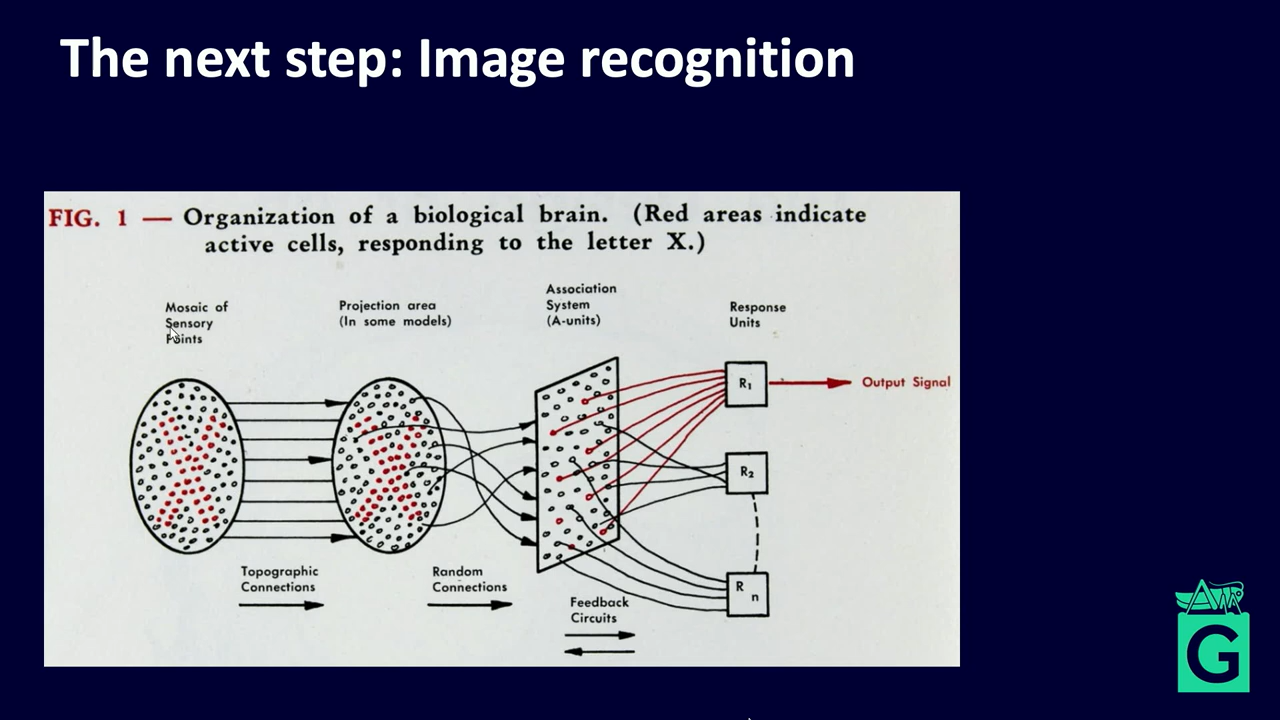 The next step: Image recognition
FIG. 1 — Organization of a biological brain. (Red areas indicate
active cells, responding to the letter X.)
Mosaic of
Sensory
Points
Projection area
(In some models)
Association
System
(A-units)
Response
Units
R1
Output Signal
R2
R n
Topographic
Connections
Random
Connections
Feedback
Circuits
G